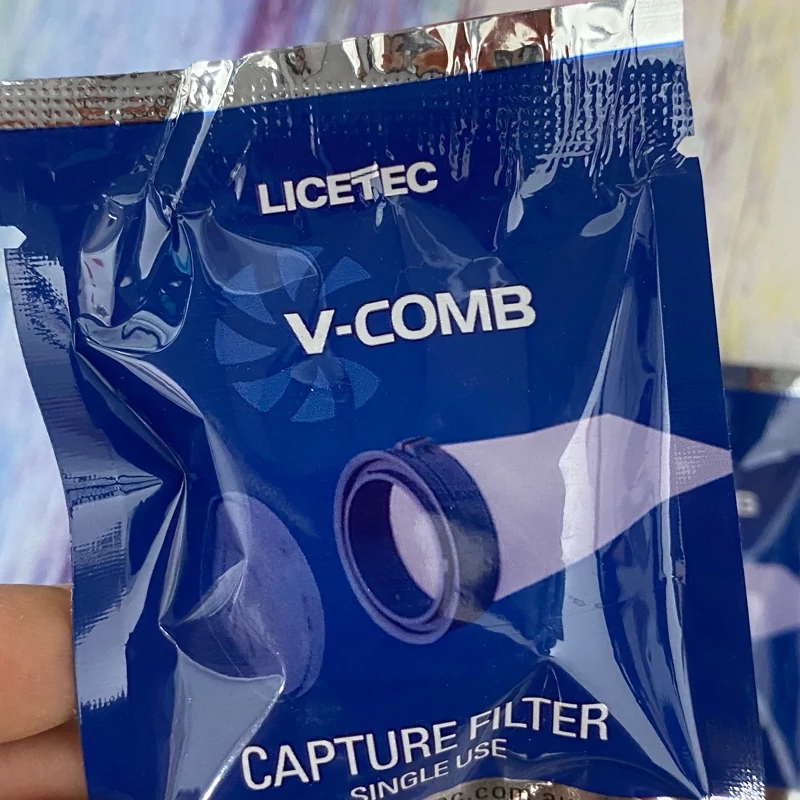 LICETEC
V-COMB
CAPTURE FILTER
SINGLE USE